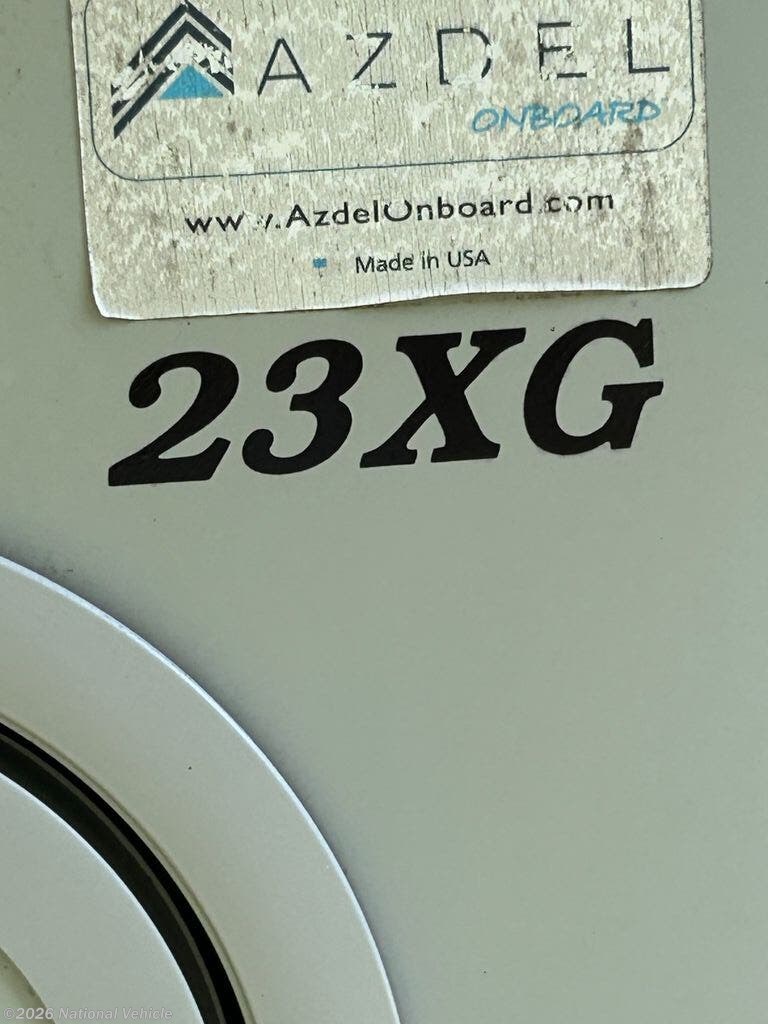 AZDEL
ONBOARD
www.AzdelOnboard.com
Made in USA
23XG
©2026 National Vehicle